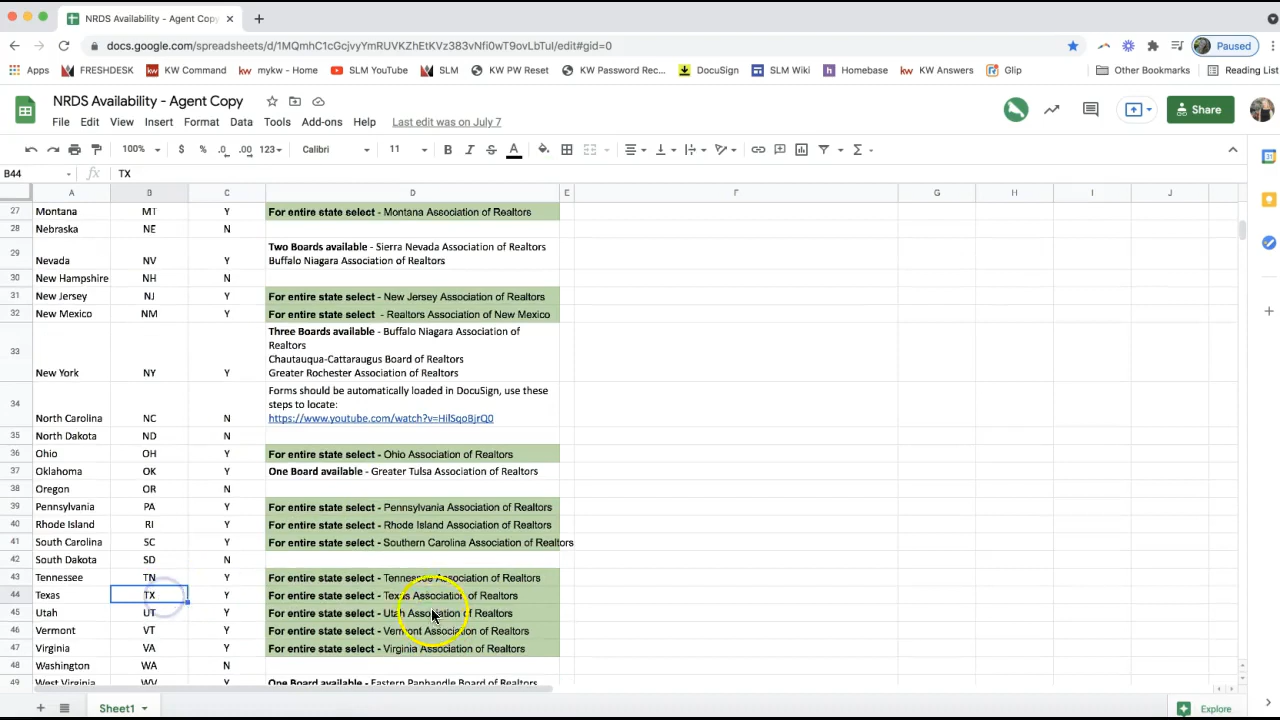 NRDS Availability - Agent Copy
docs.google.com/spreadsheets/d/1MQmhC1cGcjvyYmRUVKZhEtKVz383vNfi0wT9ovLbTuI/edit#gid=0
Paused
Apps FRESHDESK KW Command mykw - Home SLM YouTube SLM KW PW Reset KW Password Rec... DocuSign SLM Wiki Homebase KW Answers Glip Other Bookmarks Reading List
NRDS Availability - Agent Copy
Share
File Edit View Insert Format Data Tools Add-ons Help Last edit was on July 7
100% $ % .0 .00 123 Calibri 11 B I S A
B44 fx TX
A B C D E F G H I J
27 Montana MT Y For entire state select - Montana Association of Realtors
28 Nebraska NE N
Two Boards available - Sierra Nevada Association of Realtors
29 Nevada NV Y Buffalo Niagara Association of Realtors
30 New Hampshire NH N
31 New Jersey NJ Y For entire state select - New Jersey Association of Realtors
32 New Mexico NM Y For entire state select - Realtors Association of New Mexico
Three Boards available - Buffalo Niagara Association of
Realtors
33 Chautauqua-Cattaraugus Board of Realtors
New York NY Y Greater Rochester Association of Realtors
Forms should be automatically loaded in DocuSign, use these
34 steps to locate:
North Carolina NC N https://www.youtube.com/watch?v=HilSqoBjrQ0
35 North Dakota ND N
36 Ohio OH Y For entire state select - Ohio Association of Realtors
37 Oklahoma OK Y One Board available - Greater Tulsa Association of Realtors
38 Oregon OR N
39 Pennsylvania PA Y For entire state select - Pennsylvania Association of Realtors
40 Rhode Island RI Y For entire state select - Rhode Island Association of Realtors
41 South Carolina SC Y For entire state select - Southern Carolina Association of Realtors
42 South Dakota SD N
43 Tennessee TN Y For entire state select - Tennessee Association of Realtors
44 Texas TX Y For entire state select - Texas Association of Realtors
45 Utah UT Y For entire state select - Utah Association of Realtors
46 Vermont VT Y For entire state select - Vermont Association of Realtors
47 Virginia VA Y For entire state select - Virginia Association of Realtors
48 Washington WA N
49 West Virginia WV Y One Board available - Eastern Panhandle Board of Realtors
Sheet1 Explore